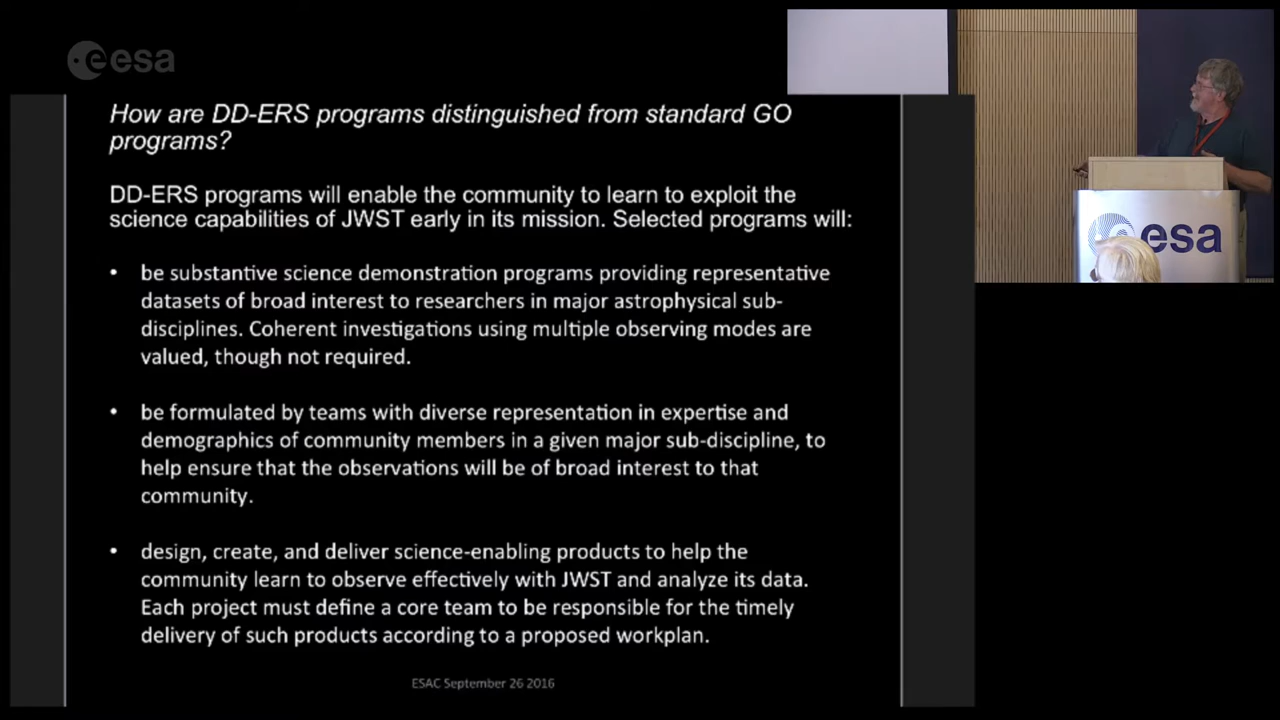 esa
How are DD-ERS programs distinguished from standard GO
programs?
DD-ERS programs will enable the community to learn to exploit the
science capabilities of JWST early in its mission. Selected programs will:
• be substantive science demonstration programs providing representative
datasets of broad interest to researchers in major astrophysical sub-
disciplines. Coherent investigations using multiple observing modes are
valued, though not required.
• be formulated by teams with diverse representation in expertise and
demographics of community members in a given major sub-discipline, to
help ensure that the observations will be of broad interest to that
community.
• design, create, and deliver science-enabling products to help the
community learn to observe effectively with JWST and analyze its data.
Each project must define a core team to be responsible for the timely
delivery of such products according to a proposed workplan.
ESAC September 26 2016
esa